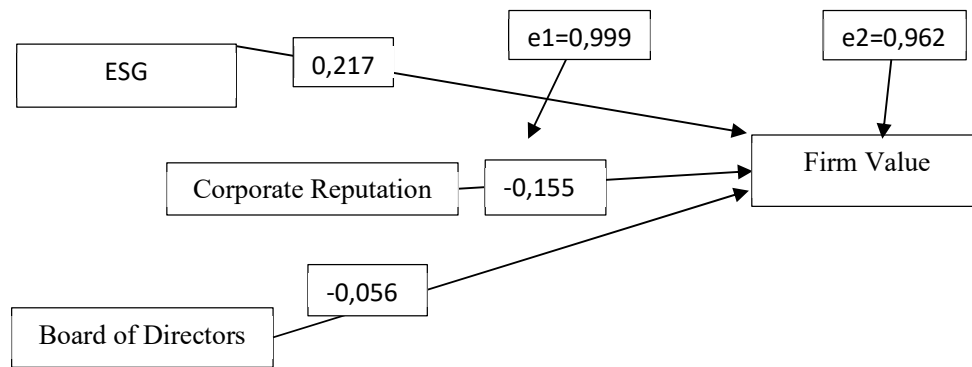 e1=0,999
e2=0,962
ESG
0,217
Firm Value
Corporate Reputation
-0,155
-0,056
Board of Directors